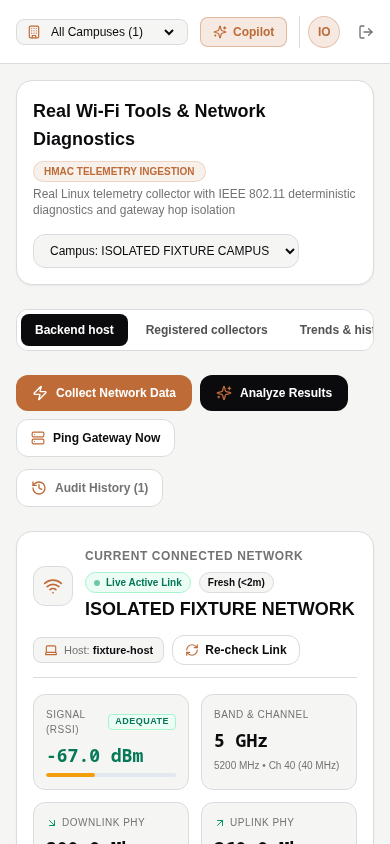 All Campuses (1)
Copilot
IO
Real Wi-Fi Tools & Network
Diagnostics
HMAC TELEMETRY INGESTION
Real Linux telemetry collector with IEEE 802.11 deterministic
diagnostics and gateway hop isolation
Campus: ISOLATED FIXTURE CAMPUS
Backend host
Registered collectors
Trends & hist
Collect Network Data
Analyze Results
Ping Gateway Now
Audit History (1)
CURRENT CONNECTED NETWORK
Live Active Link
Fresh (<2m)
ISOLATED FIXTURE NETWORK
Host: fixture-host
Re-check Link
SIGNAL
(RSSI)
ADEQUATE
-67.0 dBm
BAND & CHANNEL
5 GHz
5200 MHz • Ch 40 (40 MHz)
DOWNLINK PHY
UPLINK PHY